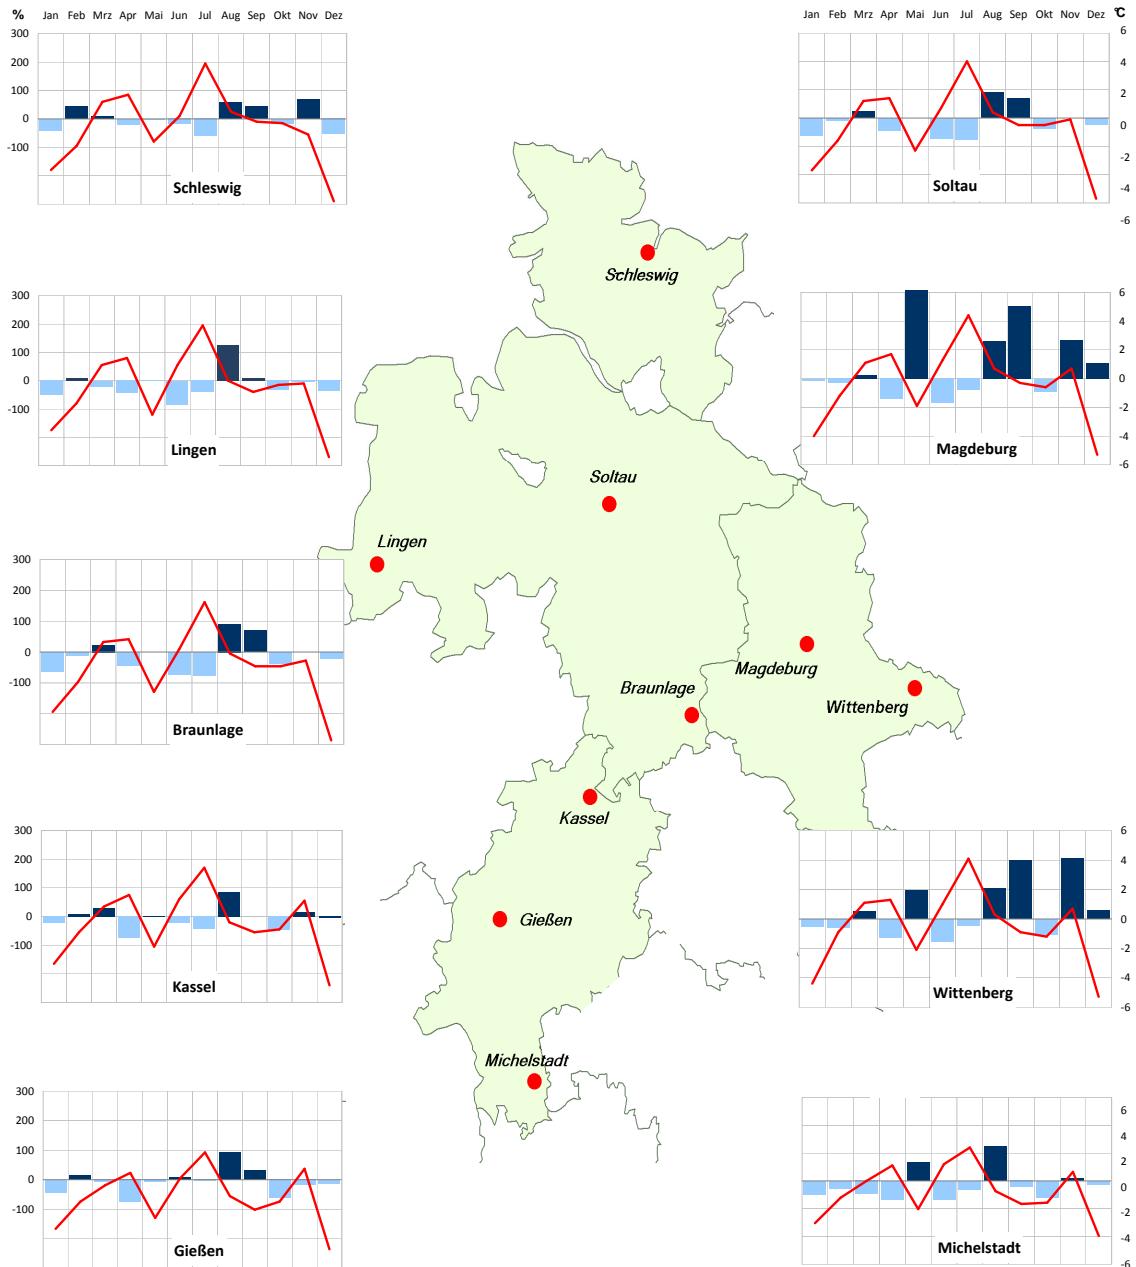 % Jan Feb Mrz Apr Mai Jun Jul Aug Sep Okt Nov Dez
300
200
100
0
-100
Schleswig
Jan Feb Mrz Apr Mai Jun Jul Aug Sep Okt Nov Dez °C
6
4
2
0
-2
-4
-6
Soltau
Schleswig
300
200
100
0
-100
Lingen
6
4
2
0
-2
-4
-6
Magdeburg
Soltau
Lingen
300
200
100
0
-100
Braunlage
Magdeburg
Braunlage
Wittenberg
Kassel
300
200
100
0
-100
Kassel
6
4
2
0
-2
-4
-6
Wittenberg
Gießen
Michelstadt
300
200
100
0
-100
Gießen
6
4
2
0
-2
-4
-6
Michelstadt